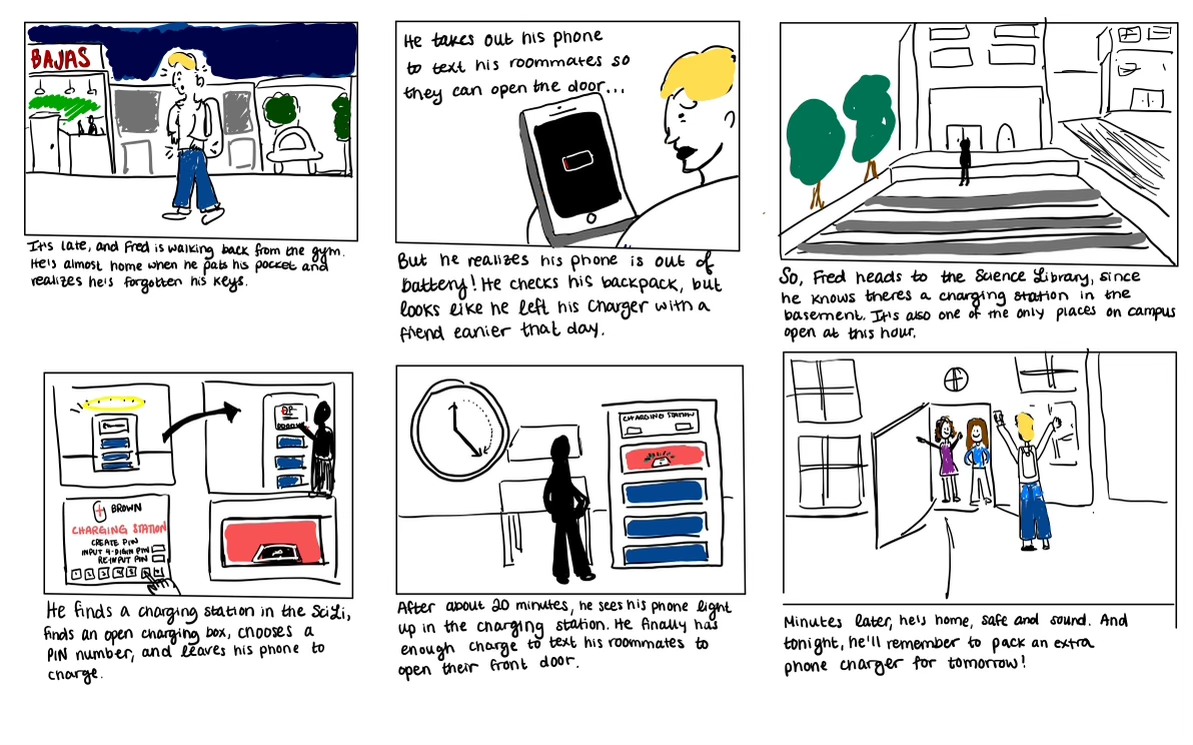 BAJAS
It's late, and Fred is walking back from the gym.
He's almost home when he pats his pocket and
realizes he's forgotten his keys.
He takes out his phone
to text his roommates so
they can open the door...
But he realizes his phone is out of
battery! He checks his backpack, but
looks like he left his charger with a
fiend eanier that day.
So, Fred heads to the Science Library, since
he knows theres a charging station in the
basement. It's also one of the only places on campus
open at this hour.
BROWN
CHARGING STATION
CREATE PIN
INPUT 4-DIGIN PIN
RE-INPUT PIN
1 2 3 4 5
He finds a charging station in the SciLi,
finds an open charging box, chooses a
PIN number, and leaves his phone to
charge.
CHARGING STATION
After about 20 minutes, he sees his phone light
up in the charging station. He finally has
enough charge to text his roommates to
open their front door.
Minutes later, he's home, safe and sound. And
tonight, he'll remember to pack an extra
phone charger for tomorrow!